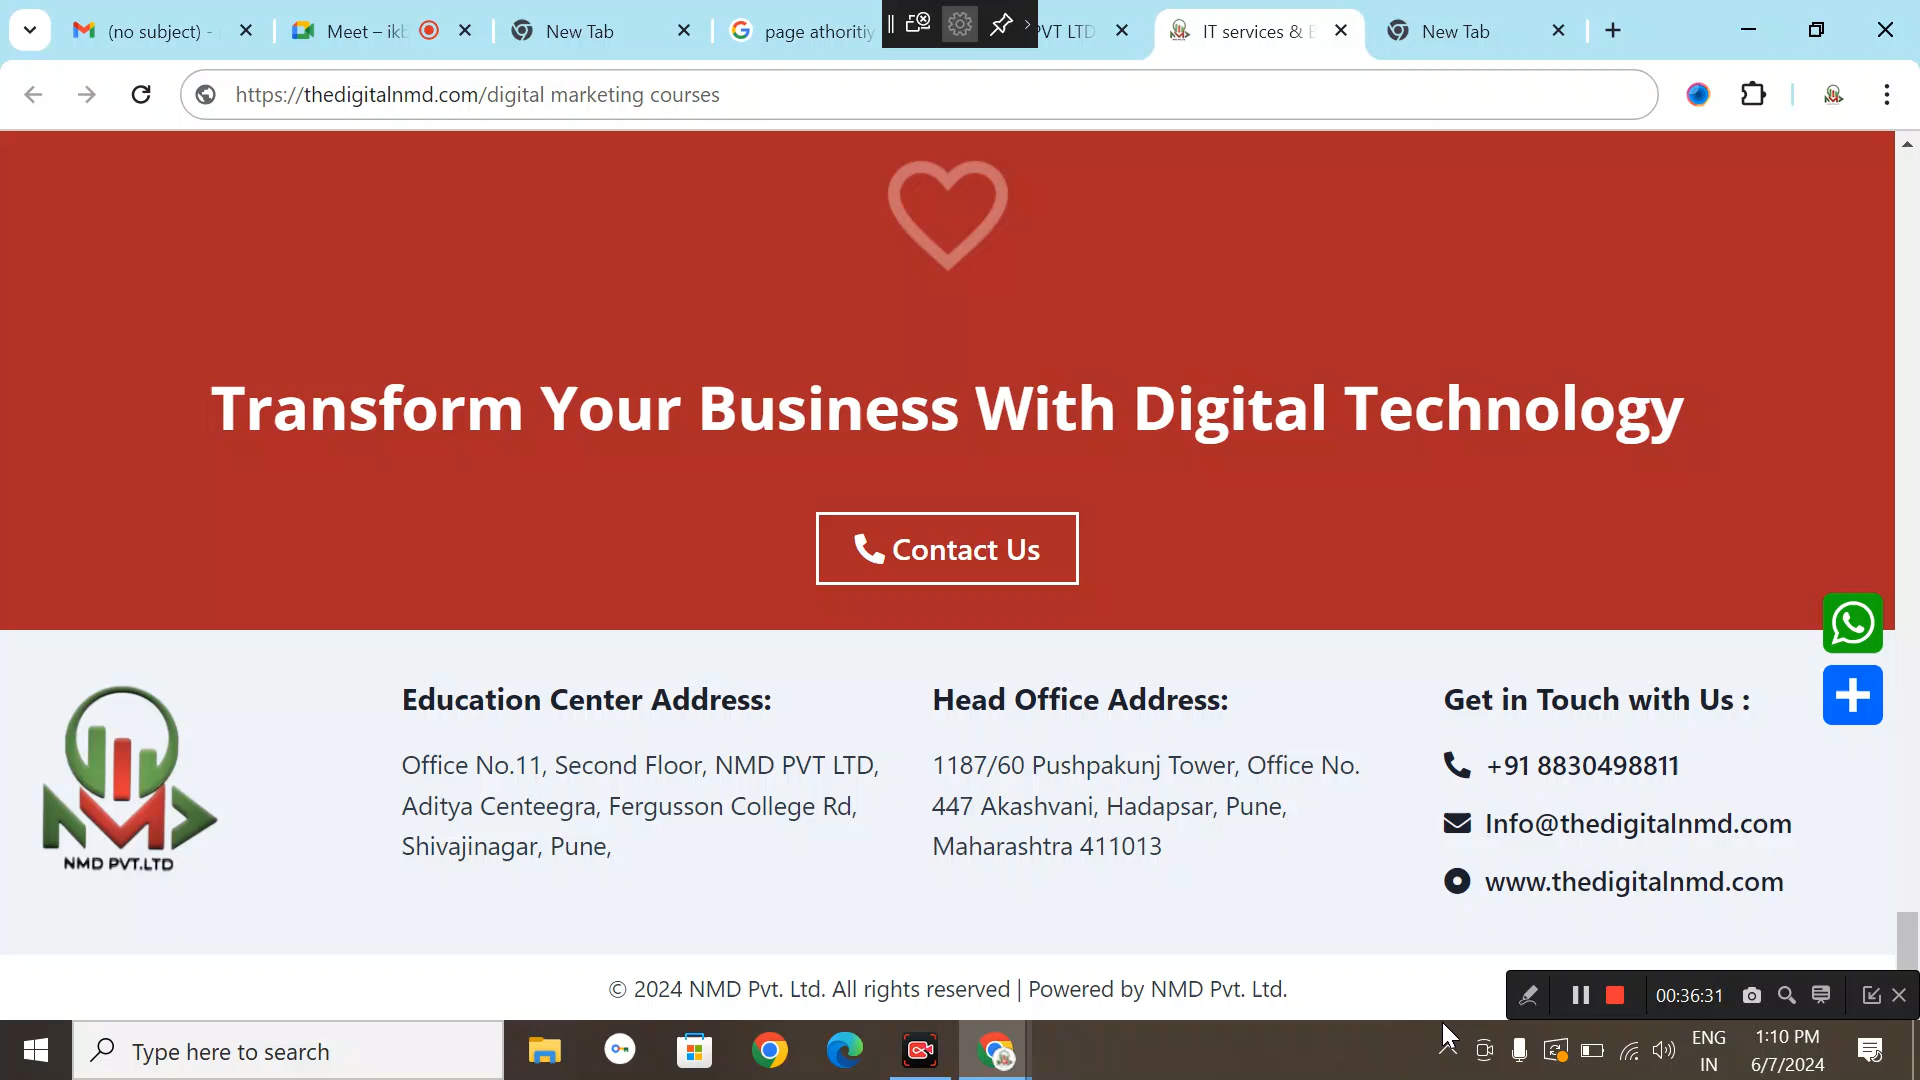 (no subject) -
Meet – ikb
New Tab
page athoritiy
PVT LTD
IT services & E
New Tab
https://thedigitalnmd.com/digital marketing courses
Transform Your Business With Digital Technology
Contact Us
NMD PVT.LTD
Education Center Address:
Office No.11, Second Floor, NMD PVT LTD,
Aditya Centeegra, Fergusson College Rd,
Shivajinagar, Pune,
Head Office Address:
1187/60 Pushpakunj Tower, Office No.
447 Akashvani, Hadapsar, Pune,
Maharashtra 411013
Get in Touch with Us :
+91 8830498811
Info@thedigitalnmd.com
www.thedigitalnmd.com
© 2024 NMD Pvt. Ltd. All rights reserved | Powered by NMD Pvt. Ltd.
00:36:31
Type here to search
ENG
IN
1:10 PM
6/7/2024